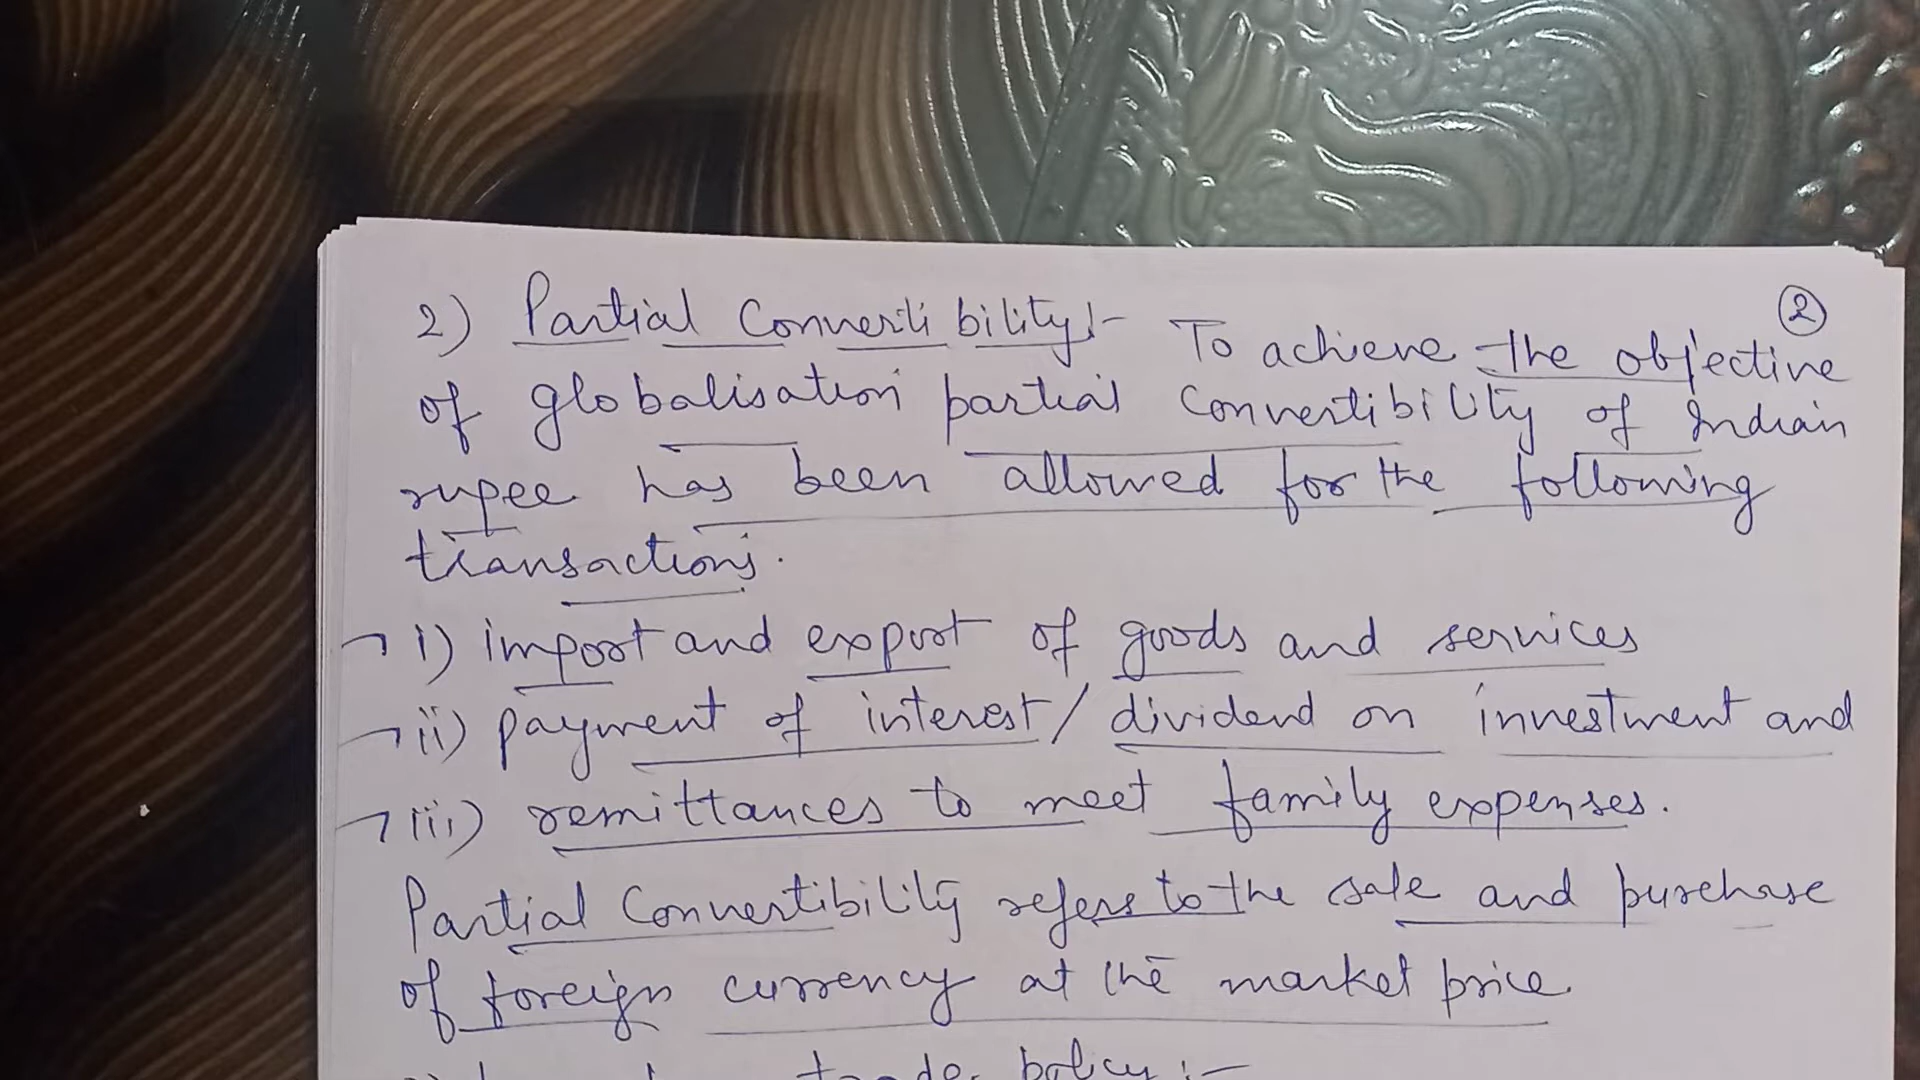 ②
2) Partial Convertibility:- To achieve the objective
of globalisation partial convertibility of Indian
rupee has been allowed for the following
transactions.
i) import and export of goods and services
ii) payment of interest/dividend on investment and
iii) remittances to meet family expenses.
Partial Convertibility refers to the sale and purchase
of foreign currency at the market price.
trade policy:-